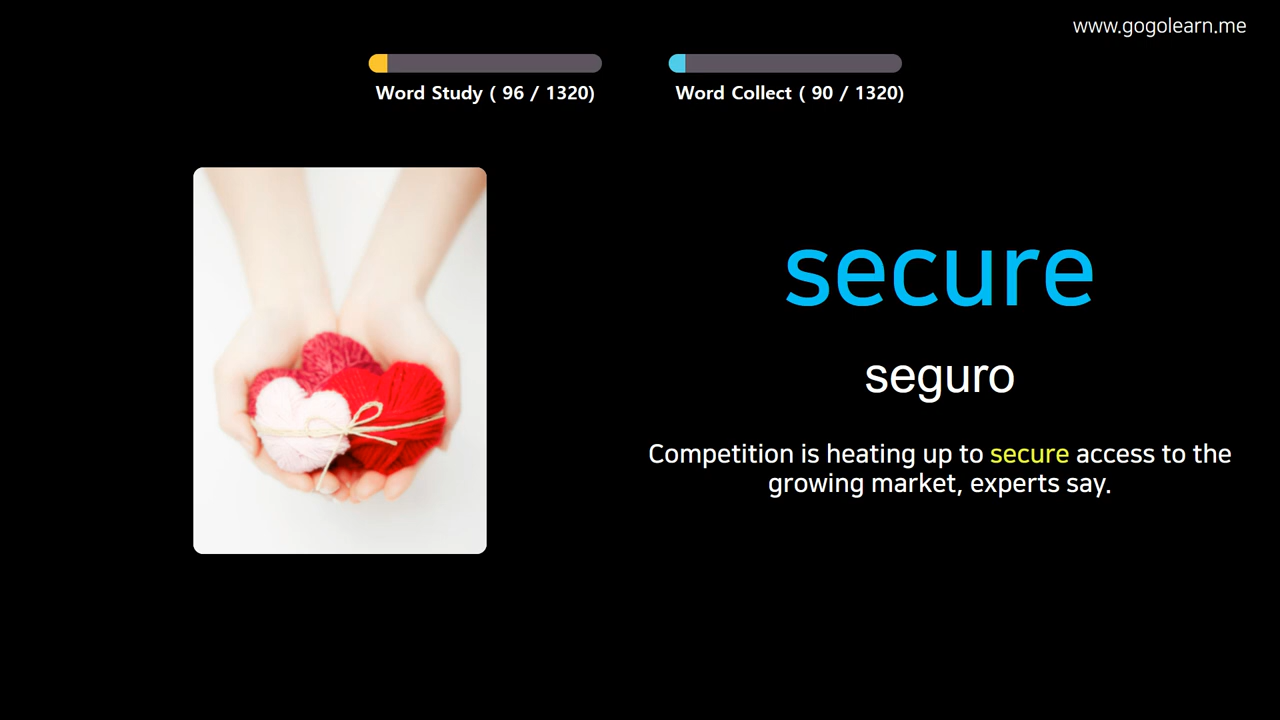 www.gogolearn.me
Word Study ( 96 / 1320)
Word Collect ( 90 / 1320)
secure
seguro
Competition is heating up to secure access to the
growing market, experts say.